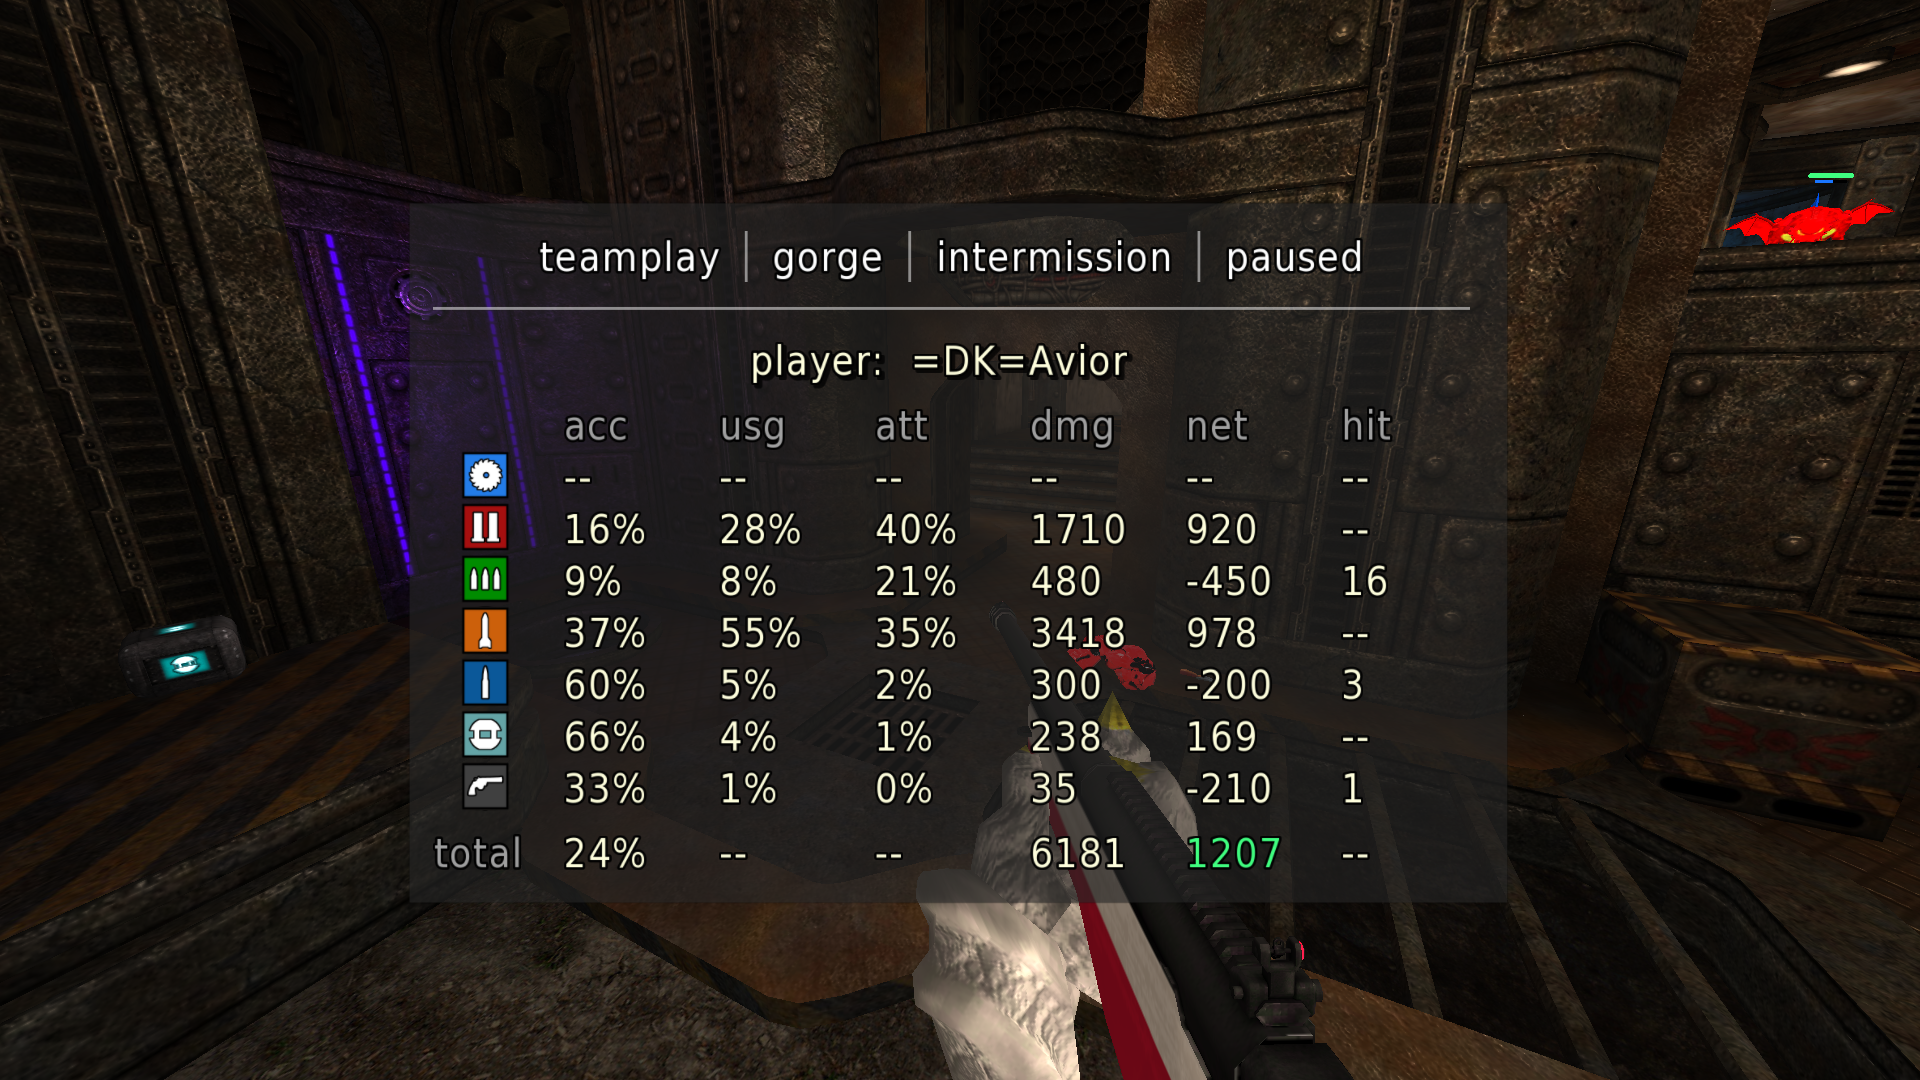 teamplay | gorge | intermission | paused
player: =DK=Avior
acc usg att dmg net hit
-- -- -- -- -- --
16% 28% 40% 1710 920 --
9% 8% 21% 480 -450 16
37% 55% 35% 3418 978 --
60% 5% 2% 300 -200 3
66% 4% 1% 238 169 --
33% 1% 0% 35 -210 1
total 24% -- -- 6181 1207 --